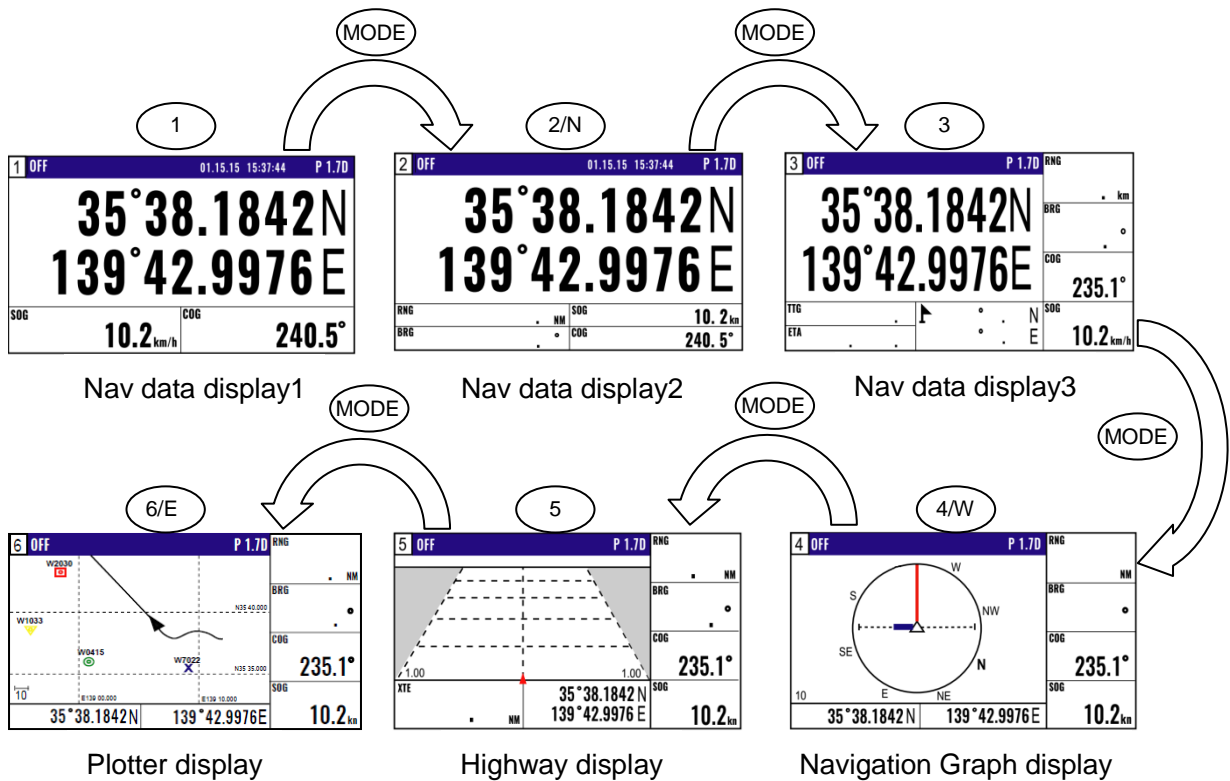 MODE
MODE
1
2/N
3
1 OFF 01.15.15 15:37:44 P 1.7D
35°38.1842N
139°42.9976E
SOG
10.2km/h
COG
240.5°
2 OFF 01.15.15 15:37:44 P 1.7D
35°38.1842N
139°42.9976E
RNG . NM
SOG 10.2kn
BRG . °
COG 240.5°
3 OFF P 1.7D
35°38.1842N
139°42.9976E
TTG .
ETA . .
° . N
° . E
RNG
. km
BRG
. °
COG
235.1°
SOG
10.2km/h
Nav data display1
Nav data display2
Nav data display3
MODE
MODE
MODE
6/E
5
4/W
6 OFF P 1.7D
W2030
N35 40.000
W1033
W0415
W7022
N35 35.000
10
E139 00.000
E139 10.000
35°38.1842N
139°42.9976E
RNG
. NM
BRG
. °
COG
235.1°
SOG
10.2kn
5 OFF P 1.7D
1.00
1.00
XTE
. NM
35°38.1842N
139°42.9976E
RNG
. NM
BRG
. °
COG
235.1°
SOG
10.2kn
4 OFF P 1.7D
W
S
NW
SE
N
E
NE
10
35°38.1842N
139°42.9976E
RNG
NM
BRG
. °
COG
235.1°
SOG
10.2kn
Plotter display
Highway display
Navigation Graph display